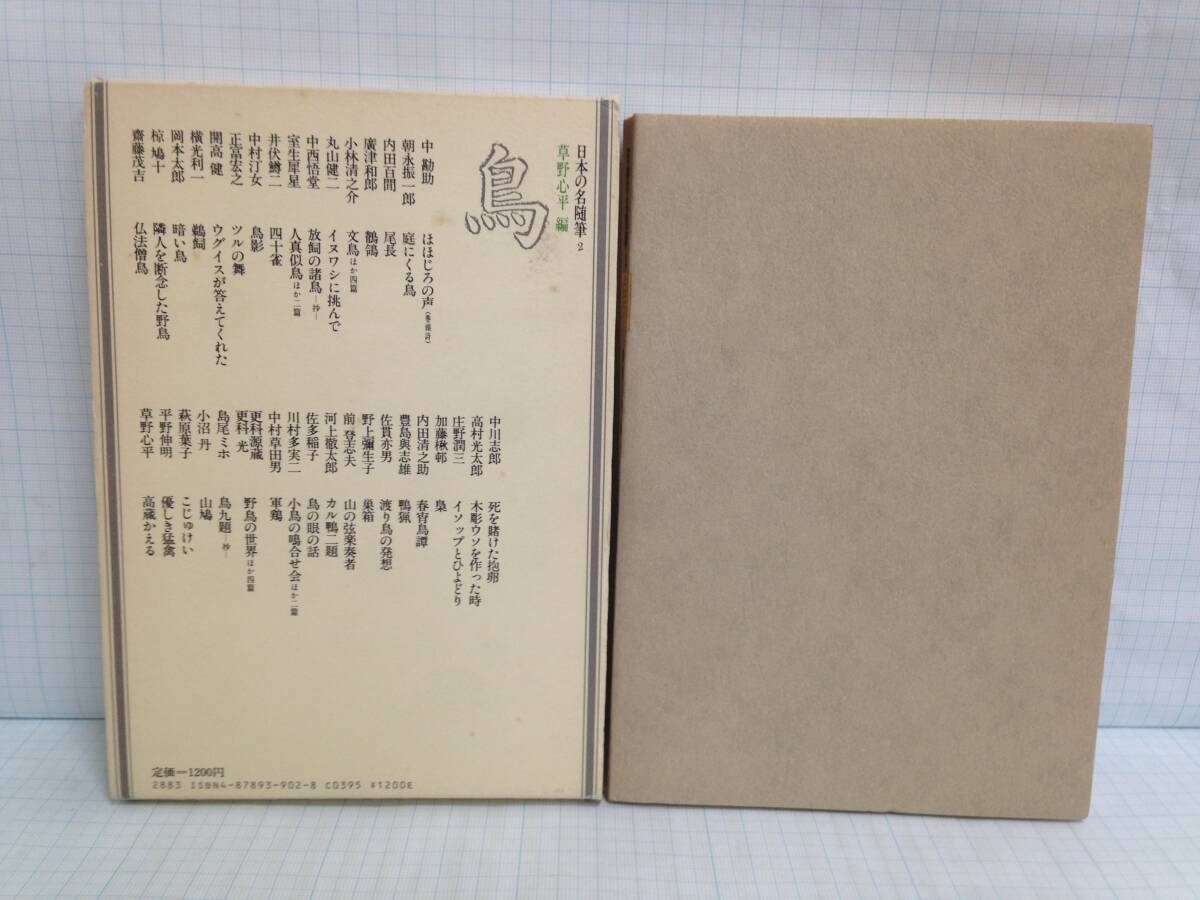 日本の名随筆2
草野心平 編
鳥
中 勘助 ほほじろの声(巻頭詩)
朝永振一郎 庭にくる鳥
内田百閒 尾長
廣津和郎 鶺鴒
小林清之介 文鳥ほか四篇
丸山健二 イヌワシに挑んで
中西悟堂 放飼の諸鳥—抄—
室生犀星 人真似鳥ほか二篇
井伏鱒二 四十雀
中村汀女 鳥影
正富宏之 ツルの舞
開高 健 ウグイスが答えてくれた
横光利一 鵜飼
岡本太郎 暗い鳥
椋 鳩十 隣人を断念した野鳥
齋藤茂吉 仏法僧鳥
中川志郎 死を賭けた抱卵
高村光太郎 木彫ウソを作った時
庄野潤三 イソップとひよどり
加藤楸邨 梟
内田清之助 春宵鳥譚
豊島與志雄 鴨猟
佐貫亦男 渡り鳥の発想
野上彌生子 巣箱
前 登志夫 山の弦楽奏者
河上徹太郎 カル鴨二題
佐多稲子 鳥の眼の話
川村多実二 小鳥の鳴合せ会ほか二篇
中村草田男 軍鶏
更科源蔵
更科 光 野鳥の世界ほか四篇
島尾ミホ 鳥九題—抄—
小沼 丹 山鳩
萩原葉子 こじゅけい
平野伸明 優しき猛禽
草野心平 高蔵かえる
定価=1200円
2883 ISBN4-87893-902-8 C0395 ¥1200E